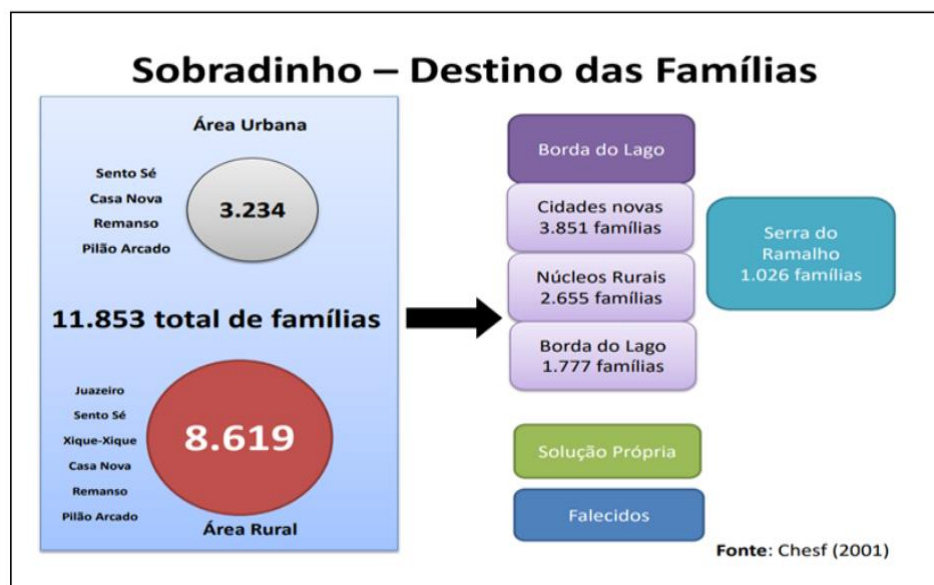 Sobradinho – Destino das Famílias
Área Urbana
Sento Sé
Casa Nova
Remanso
Pilão Arcado
3.234
11.853 total de famílias
Juazeiro
Sento Sé
Xique-Xique
Casa Nova
Remanso
Pilão Arcado
8.619
Área Rural
Borda do Lago
Cidades novas
3.851 famílias
Núcleos Rurais
2.655 famílias
Borda do Lago
1.777 famílias
Serra do
Ramalho
1.026 famílias
Solução Própria
Falecidos
Fonte: Chesf (2001)